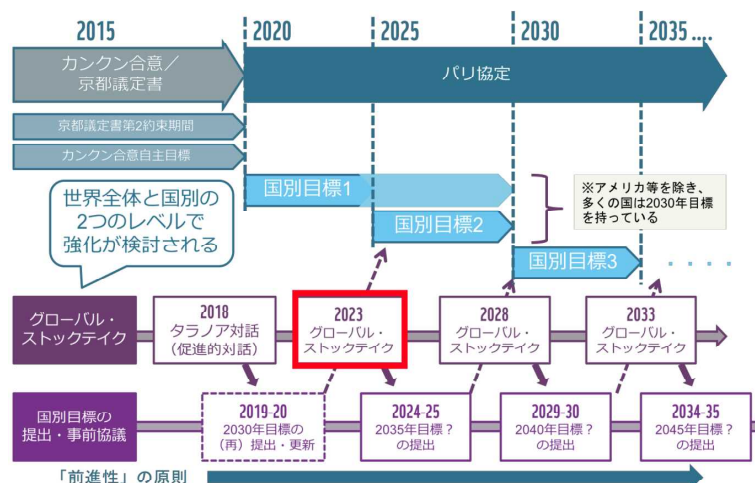 2015
2020
2025
2030
2035 ....
カンクン合意／
京都議定書
パリ協定
京都議定書第2約束期間
カンクン合意自主目標
世界全体と国別の
2つのレベルで
強化が検討される
国別目標1
国別目標2
国別目標3
※アメリカ等を除き、
多くの国は2030年目標
を持っている
グローバル・
ストックテイク
2018
タラノア対話
（促進的対話）
2023
グローバル・
ストックテイク
2028
グローバル・
ストックテイク
2033
グローバル・
ストックテイク
国別目標の
提出・事前協議
2019-20
2030年目標の
（再）提出・更新
2024-25
2035年目標？
の提出
2029-30
2040年目標？
の提出
2034-35
2045年目標？
の提出
「前進性」の原則